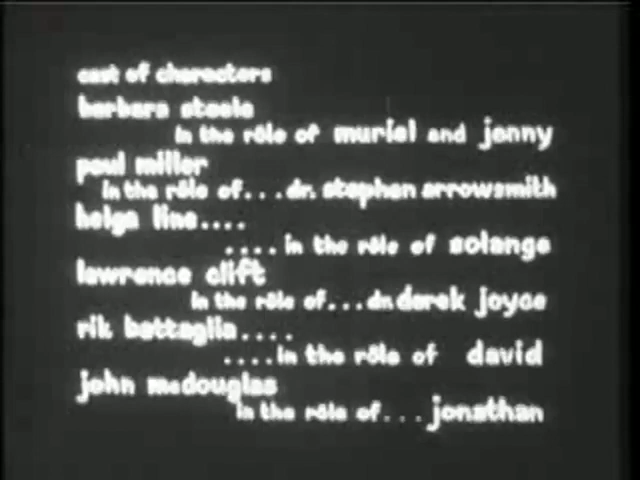 cast of characters
barbara steele
in the rôle of muriel and jenny
paul miller
in the rôle of...dr. stephen arrowsmith
helga line....
....in the rôle of solange
lawrence clift
in the rôle of...dr. derek joyce
rik battaglia....
....in the rôle of david
john mcdouglas
in the rôle of...jonathan